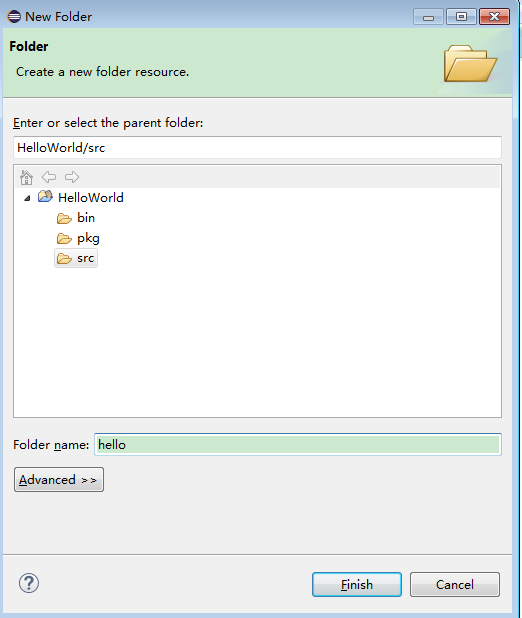 New Folder
Folder
Create a new folder resource.
Enter or select the parent folder:
HelloWorld/src
HelloWorld
bin
pkg
src
Folder name: hello
Advanced >>
Finish Cancel